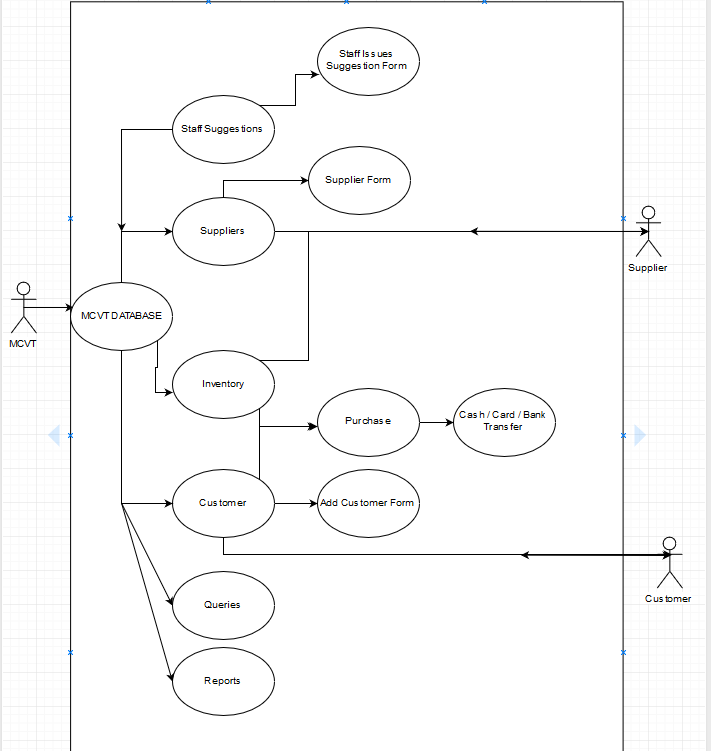 Staff Issues
Suggestion Form
Staff Suggestions
Supplier Form
Suppliers
Supplier
MCVT DATABASE
MCVT
Inventory
Purchase
Cash / Card / Bank
Transfer
Customer
Add Customer Form
Customer
Queries
Reports